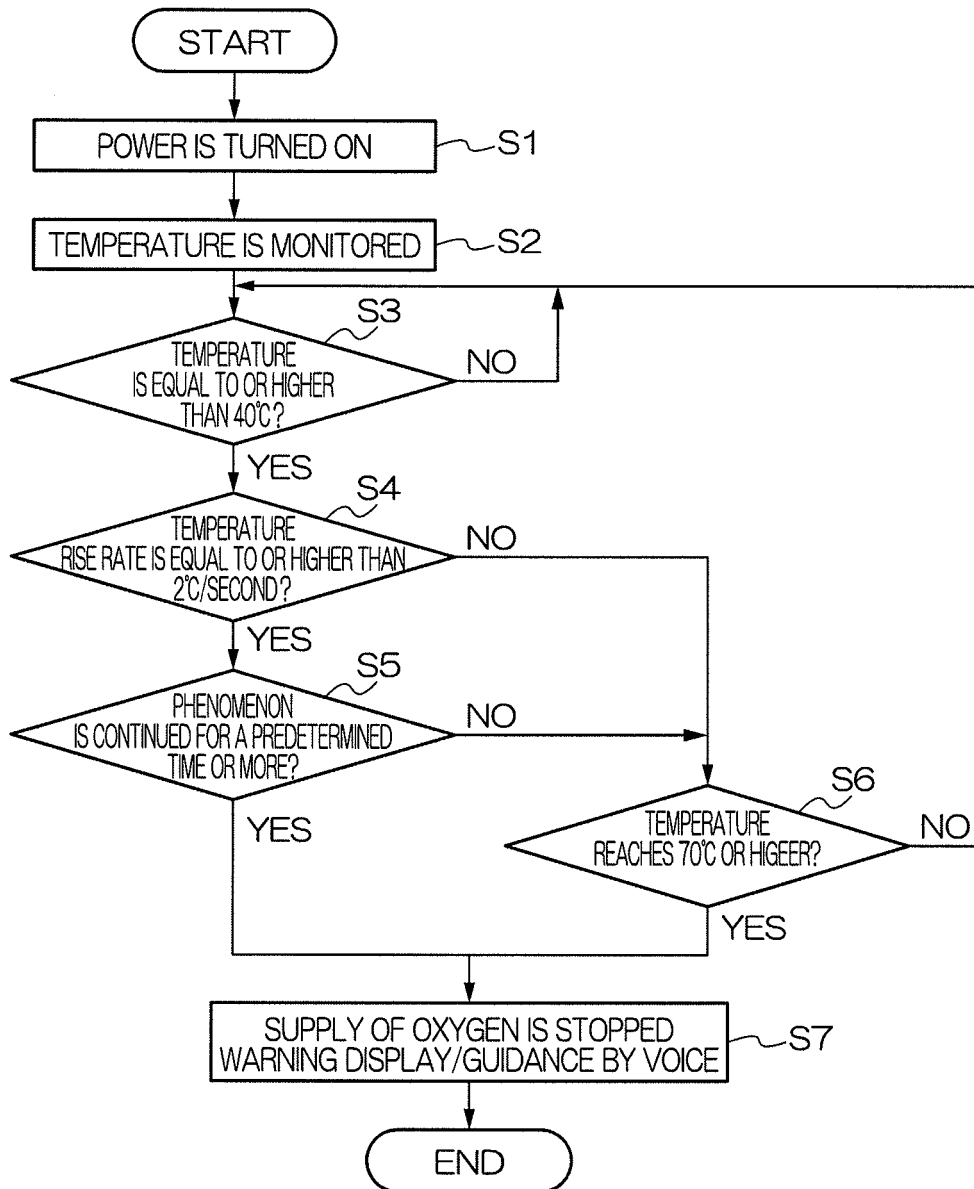 START
POWER IS TURNED ON
S1
TEMPERATURE IS MONITORED
S2
S3
TEMPERATURE
IS EQUAL TO OR HIGHER
THAN 40°C?
NO
YES
S4
TEMPERATURE
RISE RATE IS EQUAL TO OR HIGHER THAN
2°C/SECOND?
NO
YES
S5
PHENOMENON
IS CONTINUED FOR A PREDETERMINED
TIME OR MORE?
NO
YES
S6
TEMPERATURE
REACHES 70°C OR HIGEER?
NO
YES
SUPPLY OF OXYGEN IS STOPPED
WARNING DISPLAY/GUIDANCE BY VOICE
S7
END